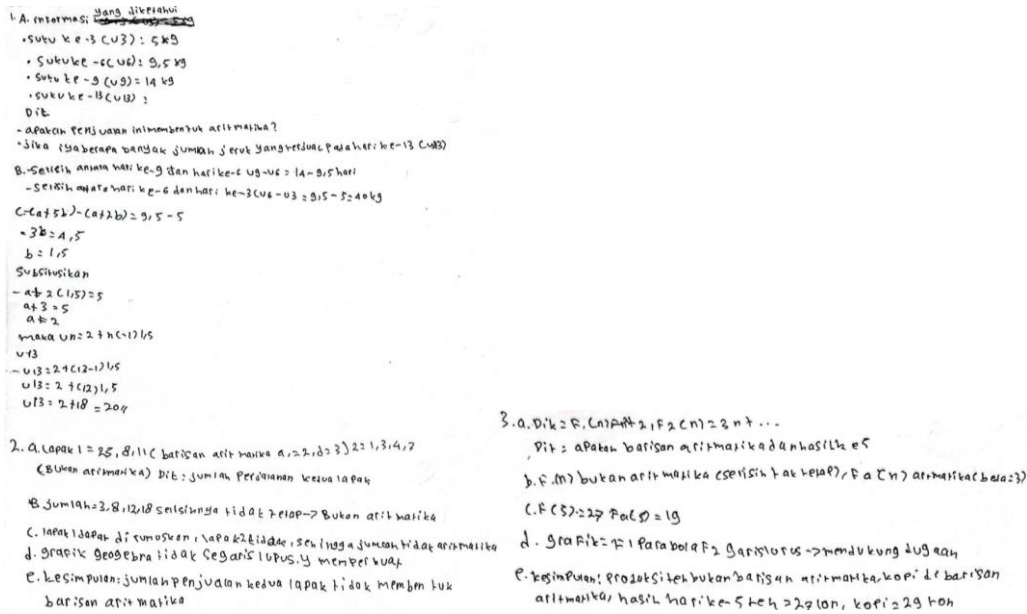 1. A. informasi yang diketahui
• suku ke-3 (U3) : 5 kg
• Suku ke-6 (U6) : 9,5 kg
• Suku ke-9 (U9) = 14 kg
• suku ke-13 (U13) :
Dit
- apakah penjualan ini membentuk aritmatika?
- Jika iya berapa banyak jumlah jeruk yang terjual pada hari ke-13 (U13)
B. - Selisih antara hari ke-9 dan hari ke-6 U9-U6 = 14-9,5 hari
- selisih antara hari ke-6 dan hari ke-3 (U6-U3 = 9,5-5=40 kg
C-(a+5b)-(a+2b) = 9,5-5
- 3b = 4,5
b = 1,5
Subsitusikan
- a+2(1,5)=5
a+3=5
a=2
maka Un = 2+n(-1)1,5
U13
- U13 = 2+(13-1)1,5
U13 = 2+(12)1,5
U13 = 2+18 = 20
2. a. Lapak 1 = 25, 8, 11 (barisan aritmatika a,=2,d=3) 2=1,3,4,7
(Bukan aritmatika) Dit : jumlah Perjalanan kedua lapak
B Jumlah = 3,8,12,18 selisihnya tidak tetap -> Bukan aritmatika
C. lapak 1 dapat di rumuskan, lapak 2 tidak, sehingga jumlah tidak aritmatika
d. grafik geogebra tidak segaris lurus, y memperkuat
e. kesimpulan: jumlah penjualan kedua lapak tidak memben tuk
barisan aritmatika
3. a. Dik = F, (n) 2, F2 (n) = 3n+...
Dit : apakah barisan aritmatika dan hasil ke 5
b. F.(n) bukan aritmatika (selisih tak tetap), Fa (n) aritmatika (beda=3)
C. F (5) = 27 Fa(5) = 19
d. grafik = F1 Parabola F2 garis lurus -> mendukung dugaan
e. kesimpulan: produksi teh bukan barisan aritmatika, kopi de barisan
aritmatika, hasil hari ke-5 teh = 27 ton, kopi = 29 ton